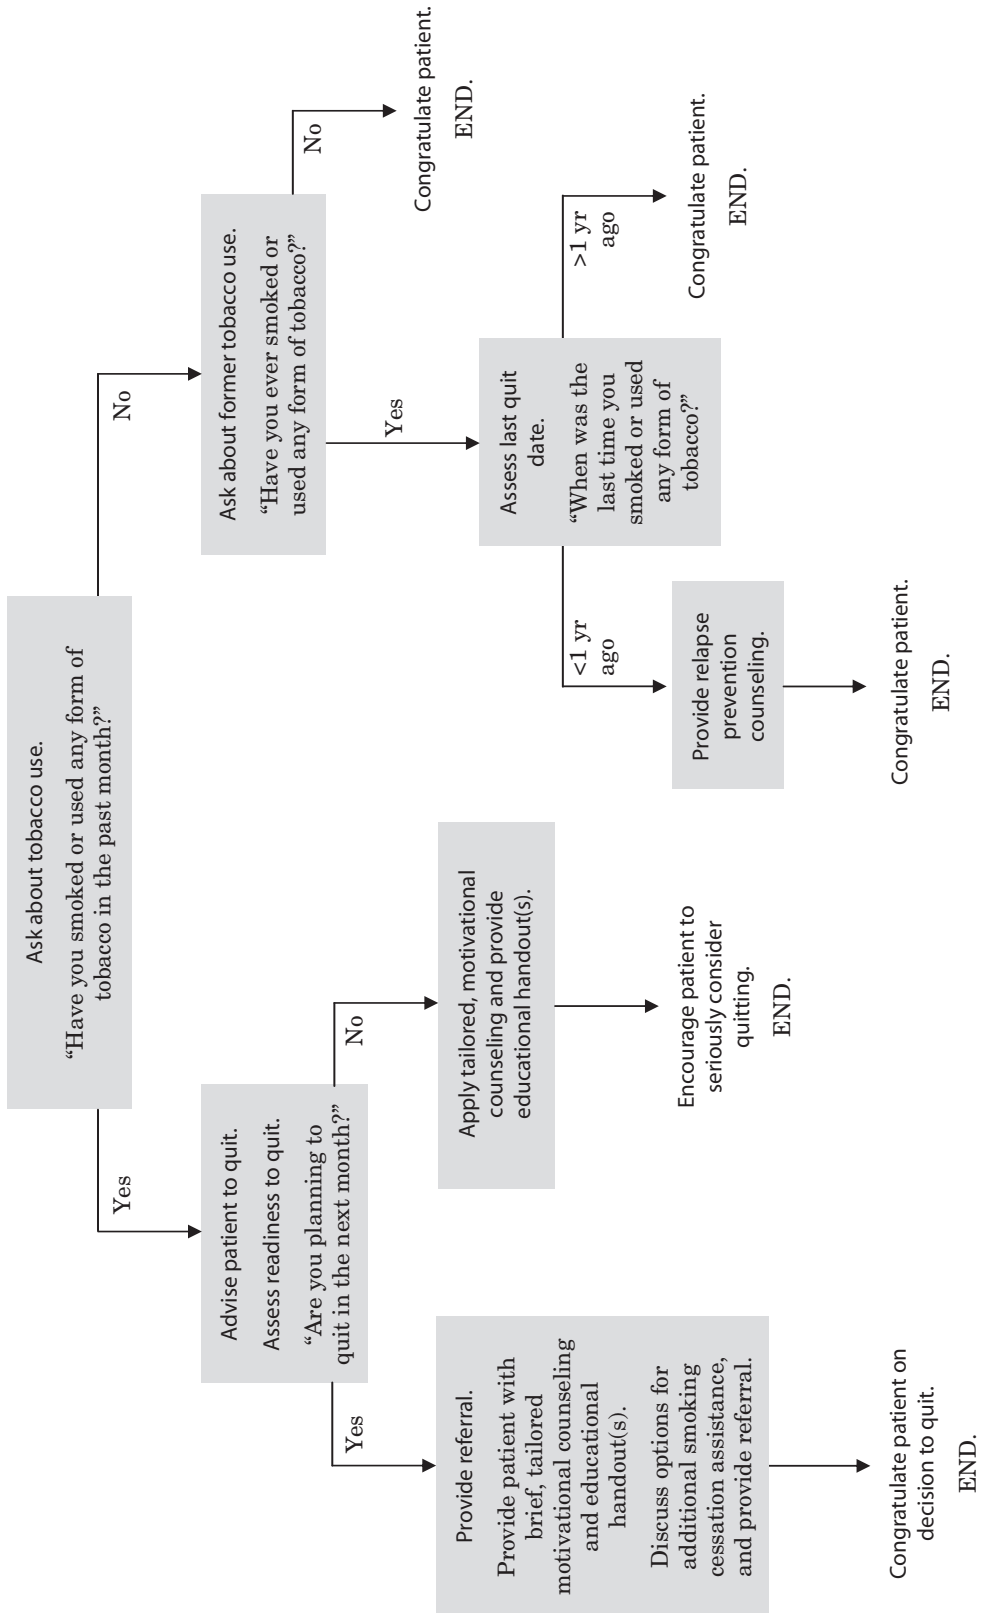 Ask about tobacco use.
“Have you smoked or used any form of
tobacco in the past month?”
Yes
No
Advise patient to quit.
Assess readiness to quit.
“Are you planning to
quit in the next month?”
Yes
No
Provide referral.
Provide patient with
brief, tailored
motivational counseling
and educational
handout(s).
Discuss options for
additional smoking
cessation assistance,
and provide referral.
Congratulate patient on
decision to quit.
END.
Apply tailored, motivational
counseling and provide
educational handout(s).
Encourage patient to
seriously consider
quitting.
END.
Ask about former tobacco use.
“Have you ever smoked or
used any form of tobacco?”
Yes
No
Congratulate patient.
END.
Assess last quit
date.
“When was the
last time you
smoked or used
any form of
tobacco?”
<1 yr
ago
>1 yr
ago
Provide relapse
prevention
counseling.
Congratulate patient.
END.
Congratulate patient.
END.